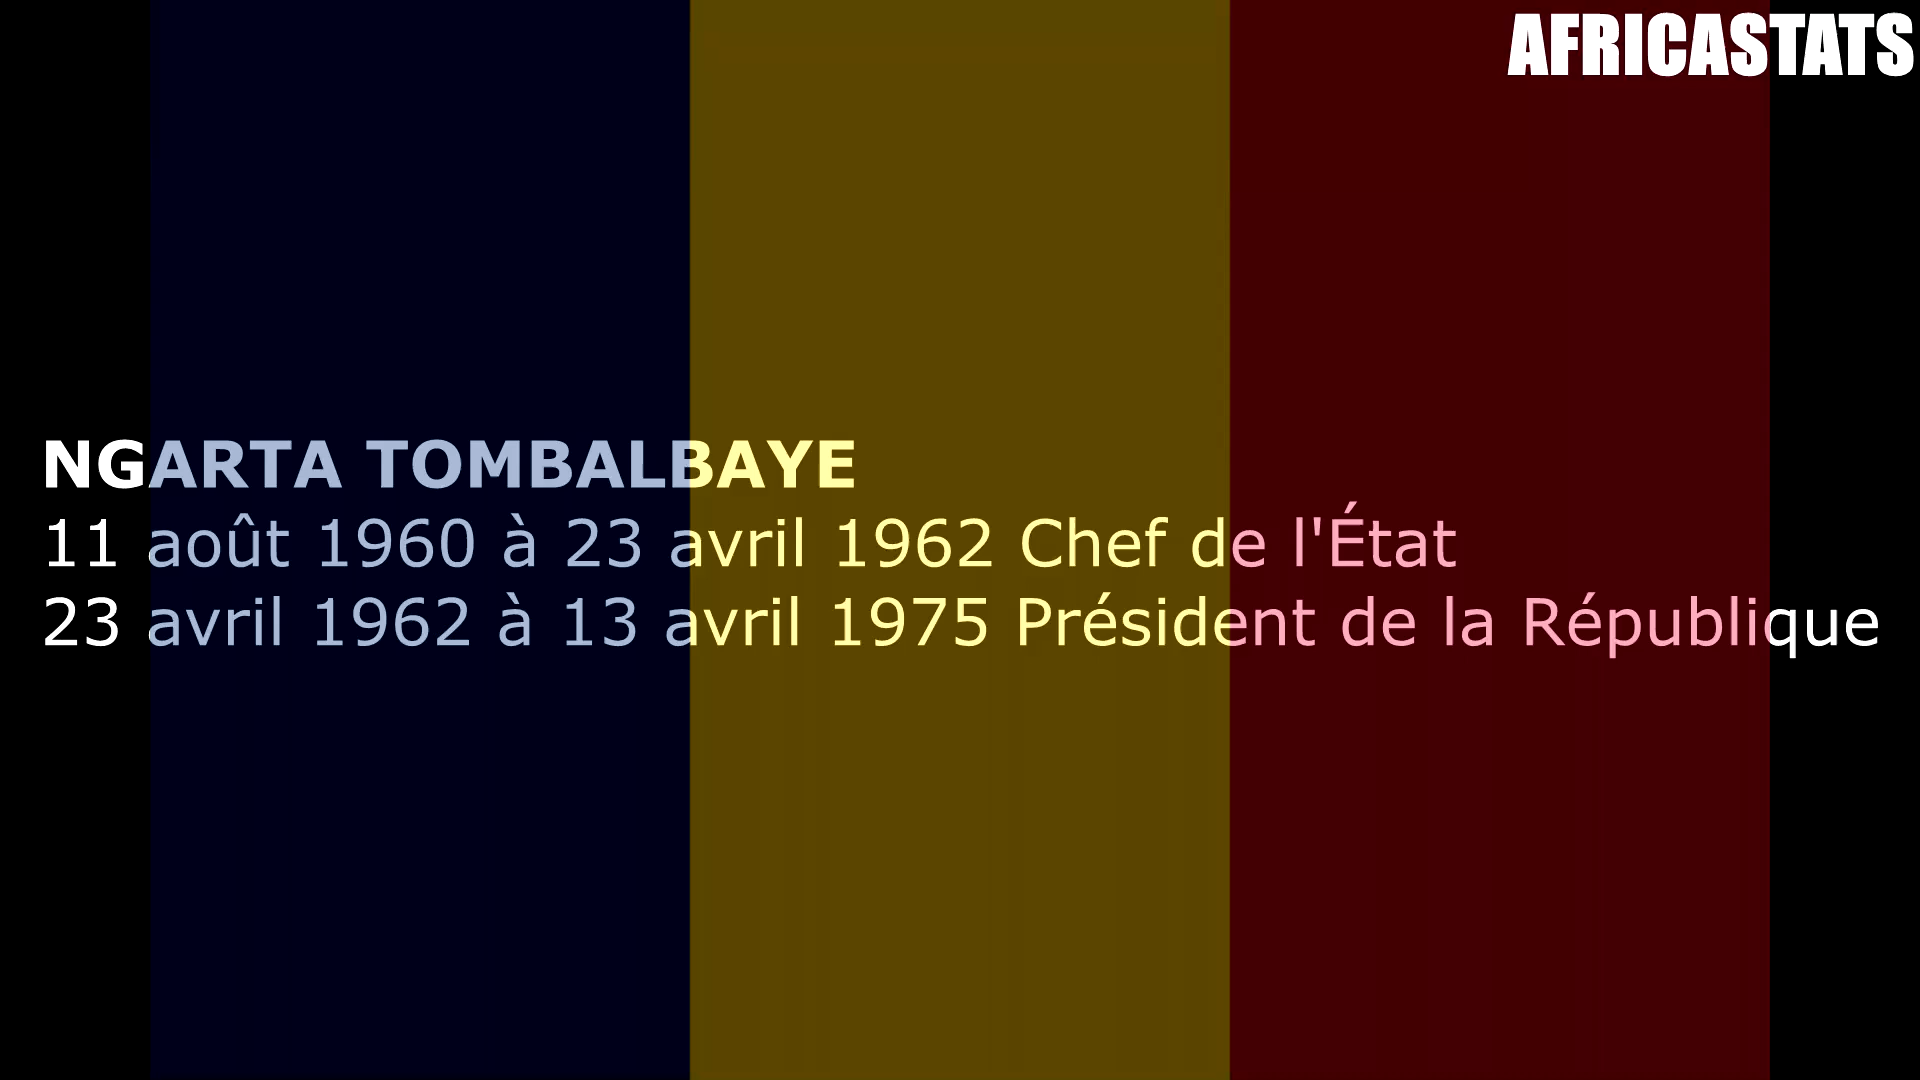 AFRICASTATS
NGARTA TOMBALBAYE
11 août 1960 à 23 avril 1962 Chef de l'État
23 avril 1962 à 13 avril 1975 Président de la République